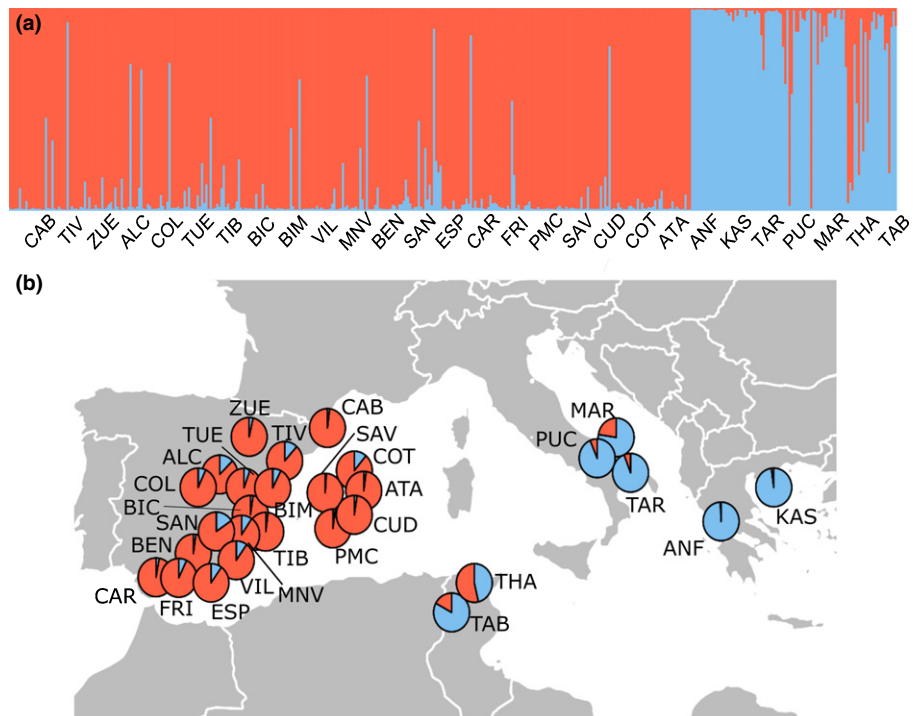 (a)
CAB TIV ZUE ALC COL TUE TIB BIC BIM VIL MNV BEN SAN ESP CAR FRI PMC SAV CUD COT ATA ANF KAS TAR PUC MAR THA TAB
(b)
ZUE CAB
TUE TIV SAV
MAR
PUC
ALC COT
COL ATA
TAR
BIC BIM
KAS
SAN CUD
BEN TIB PMC
ANF
CAR FRI ESP VIL MNV
THA
TAB